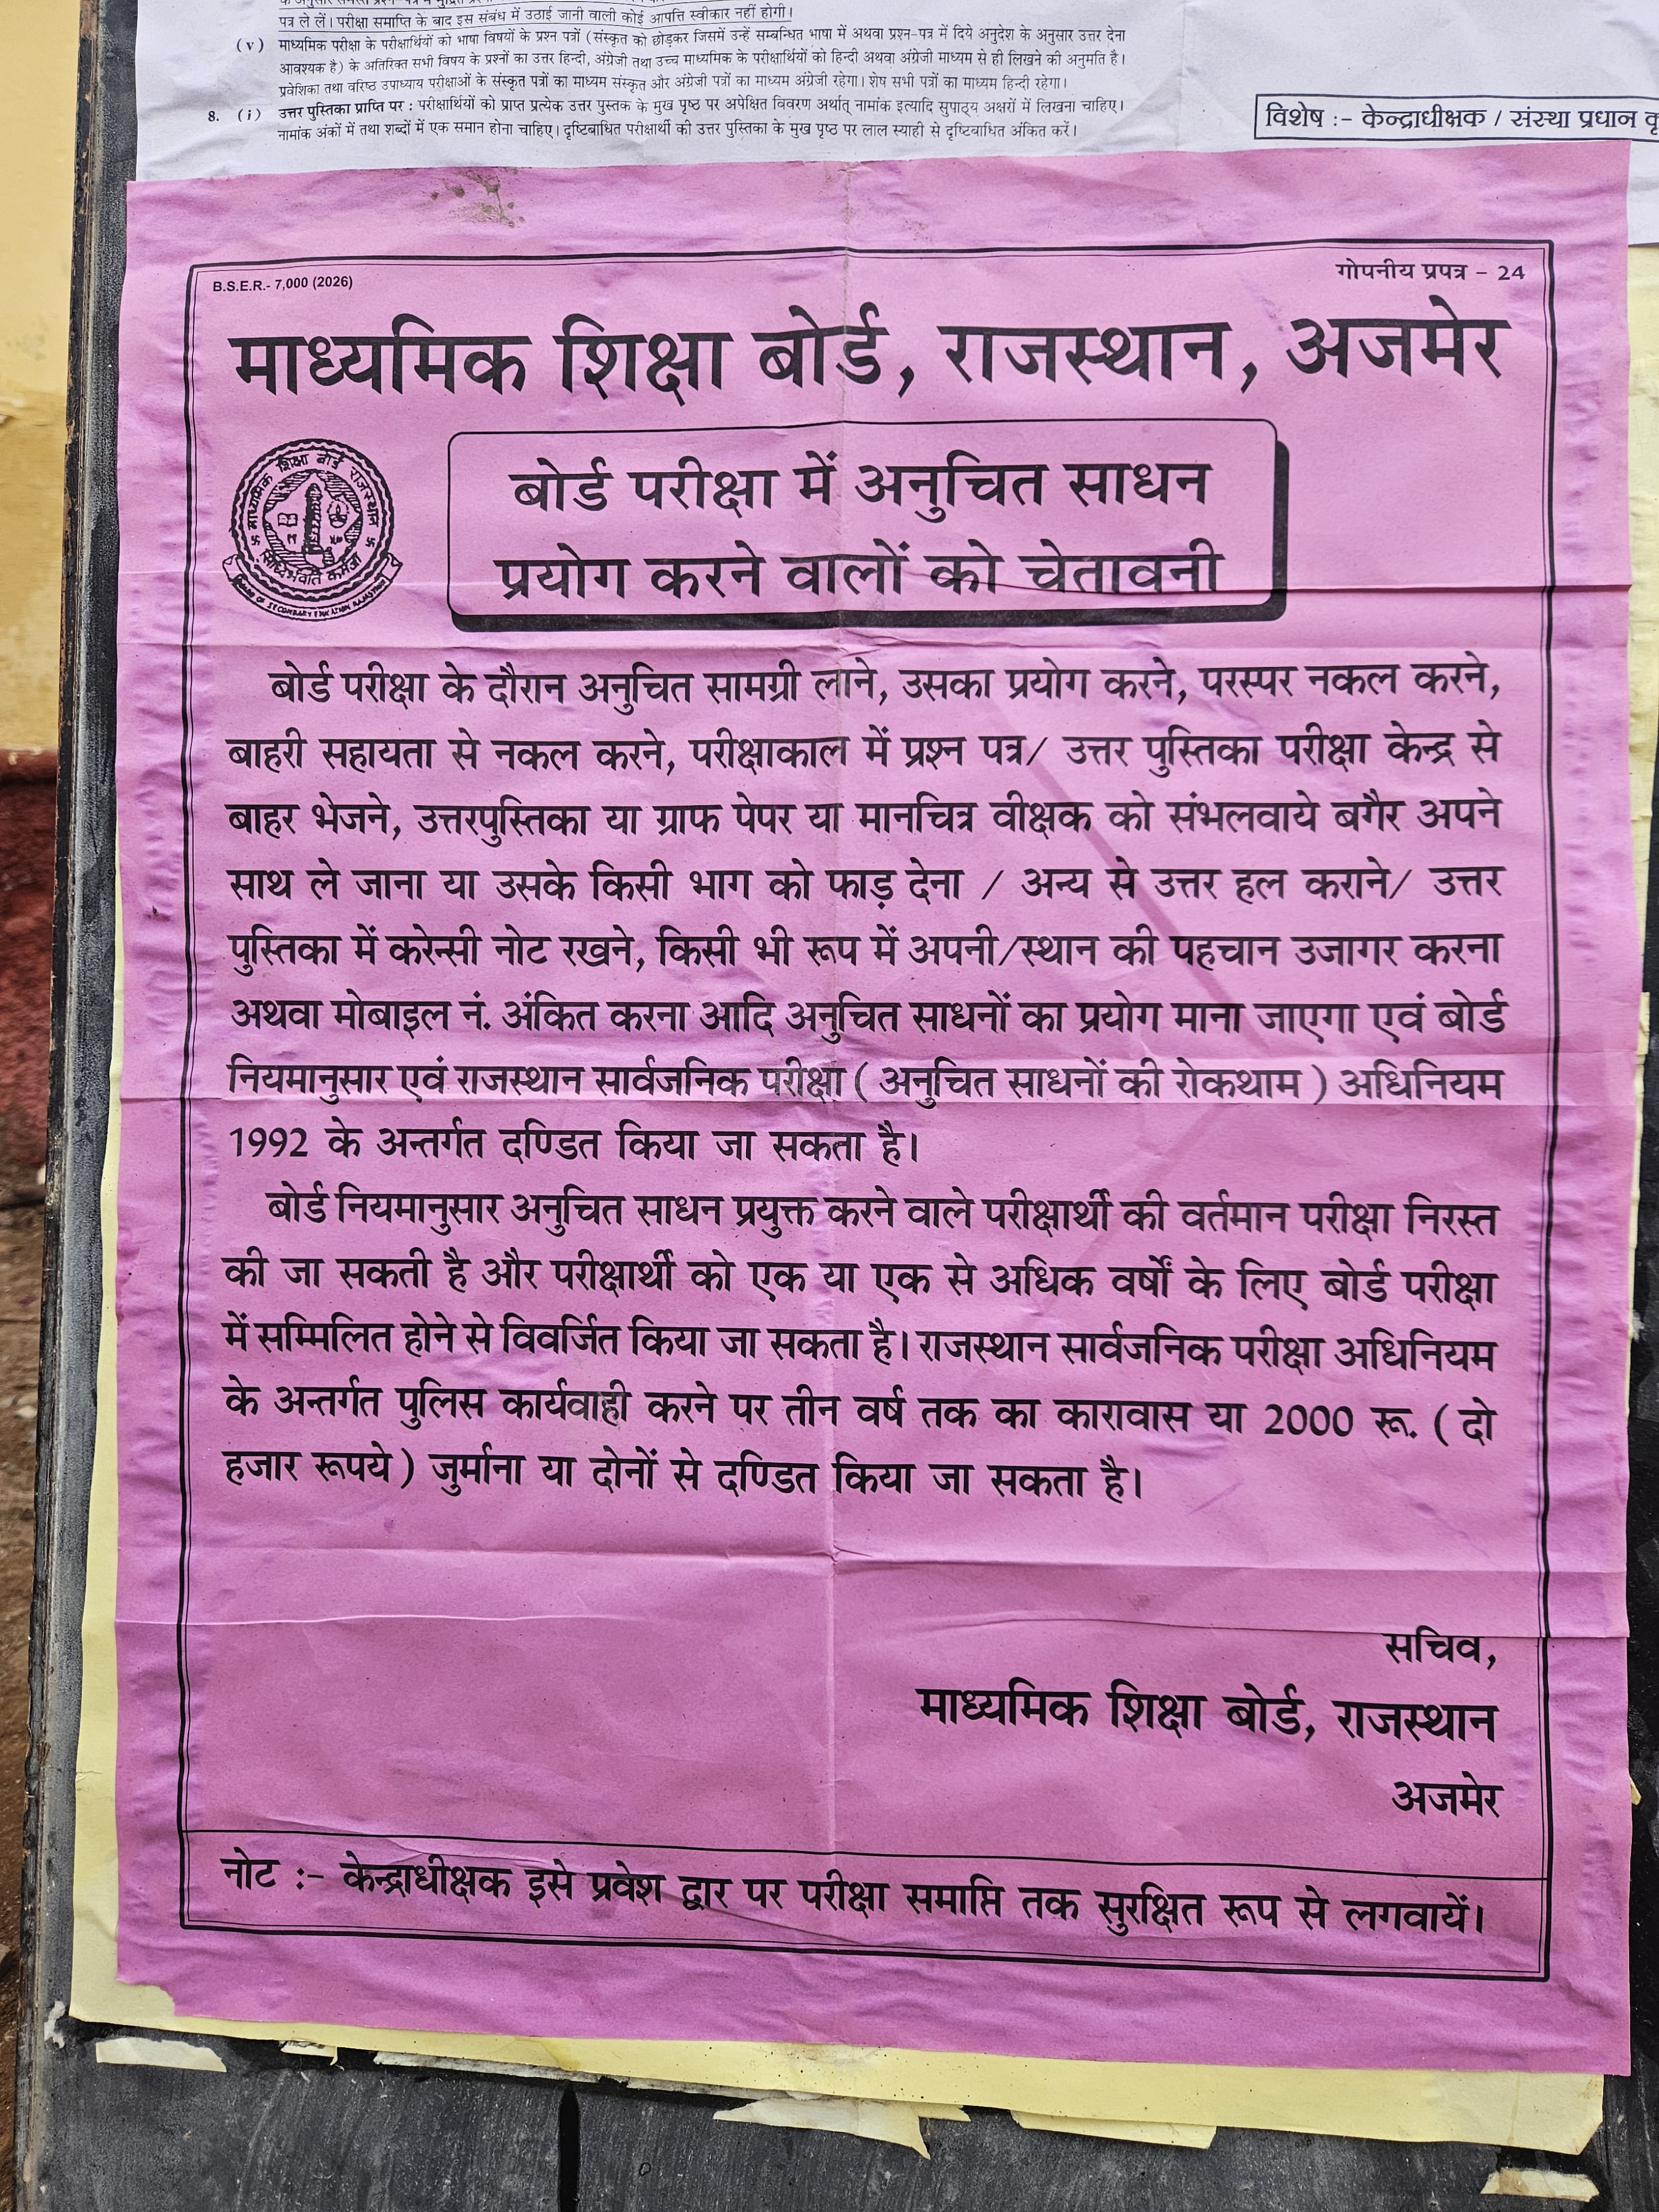 पत्र ले लें। परीक्षा समाप्ति के बाद इस संबंध में उठाई जानी वाली कोई आपत्ति स्वीकार नहीं होगी।
(v) माध्यमिक परीक्षा के परीक्षार्थियों को भाषा विषयों के प्रश्न पत्रों (संस्कृत को छोड़कर जिसमें उन्हें सम्बन्धित भाषा में अथवा प्रश्न-पत्र में दिये अनुदेश के अनुसार उत्तर देना
आवश्यक है) के अतिरिक्त सभी विषय के प्रश्नों का उत्तर हिन्दी, अंग्रेजी तथा उच्च माध्यमिक के परीक्षार्थियों को हिन्दी अथवा अंग्रेजी माध्यम से ही लिखने की अनुमति है।
प्रवेशिका तथा वरिष्ठ उपाध्याय परीक्षाओं के संस्कृत पत्रों का माध्यम संस्कृत और अंग्रेजी पत्रों का माध्यम अंग्रेजी रहेगा। शेष सभी पत्रों का माध्यम हिन्दी रहेगा।
8. (i) उत्तर पुस्तिका प्राप्ति पर : परीक्षार्थियों को प्राप्त प्रत्येक उत्तर पुस्तक के मुख पृष्ठ पर अपेक्षित विवरण अर्थात् नामांक इत्यादि सुपाठ्य अक्षरों में लिखना चाहिए।
नामांक अंकों में तथा शब्दों में एक समान होना चाहिए। दृष्टिबाधित परीक्षार्थी की उत्तर पुस्तिका के मुख पृष्ठ पर लाल स्याही से दृष्टिबाधित अंकित करें।
विशेष :- केन्द्राधीक्षक / संस्था प्रधान
B.S.E.R.- 7,000 (2026)
गोपनीय प्रपत्र - 24
माध्यमिक शिक्षा बोर्ड, राजस्थान, अजमेर
माध्यमिक शिक्षा बोर्ड राजस्थान
सिद्धिर्भवति कर्मजा
BOARD OF SECONDARY EDUCATION RAJASTHAN
बोर्ड परीक्षा में अनुचित साधन
प्रयोग करने वालों को चेतावनी
बोर्ड परीक्षा के दौरान अनुचित सामग्री लाने, उसका प्रयोग करने, परस्पर नकल करने,
बाहरी सहायता से नकल करने, परीक्षाकाल में प्रश्न पत्र/ उत्तर पुस्तिका परीक्षा केन्द्र से
बाहर भेजने, उत्तरपुस्तिका या ग्राफ पेपर या मानचित्र वीक्षक को संभलवाये बगैर अपने
साथ ले जाना या उसके किसी भाग को फाड़ देना / अन्य से उत्तर हल कराने/ उत्तर
पुस्तिका में करेन्सी नोट रखने, किसी भी रूप में अपनी/स्थान की पहचान उजागर करना
अथवा मोबाइल नं. अंकित करना आदि अनुचित साधनों का प्रयोग माना जाएगा एवं बोर्ड
नियमानुसार एवं राजस्थान सार्वजनिक परीक्षा ( अनुचित साधनों की रोकथाम ) अधिनियम
1992 के अन्तर्गत दण्डित किया जा सकता है।
बोर्ड नियमानुसार अनुचित साधन प्रयुक्त करने वाले परीक्षार्थी की वर्तमान परीक्षा निरस्त
की जा सकती है और परीक्षार्थी को एक या एक से अधिक वर्षों के लिए बोर्ड परीक्षा
में सम्मिलित होने से विवर्जित किया जा सकता है। राजस्थान सार्वजनिक परीक्षा अधिनियम
के अन्तर्गत पुलिस कार्यवाही करने पर तीन वर्ष तक का कारावास या 2000 रू. ( दो
हजार रूपये ) जुर्माना या दोनों से दण्डित किया जा सकता है।
सचिव,
माध्यमिक शिक्षा बोर्ड, राजस्थान
अजमेर
नोट :- केन्द्राधीक्षक इसे प्रवेश द्वार पर परीक्षा समाप्ति तक सुरक्षित रूप से लगवायें।